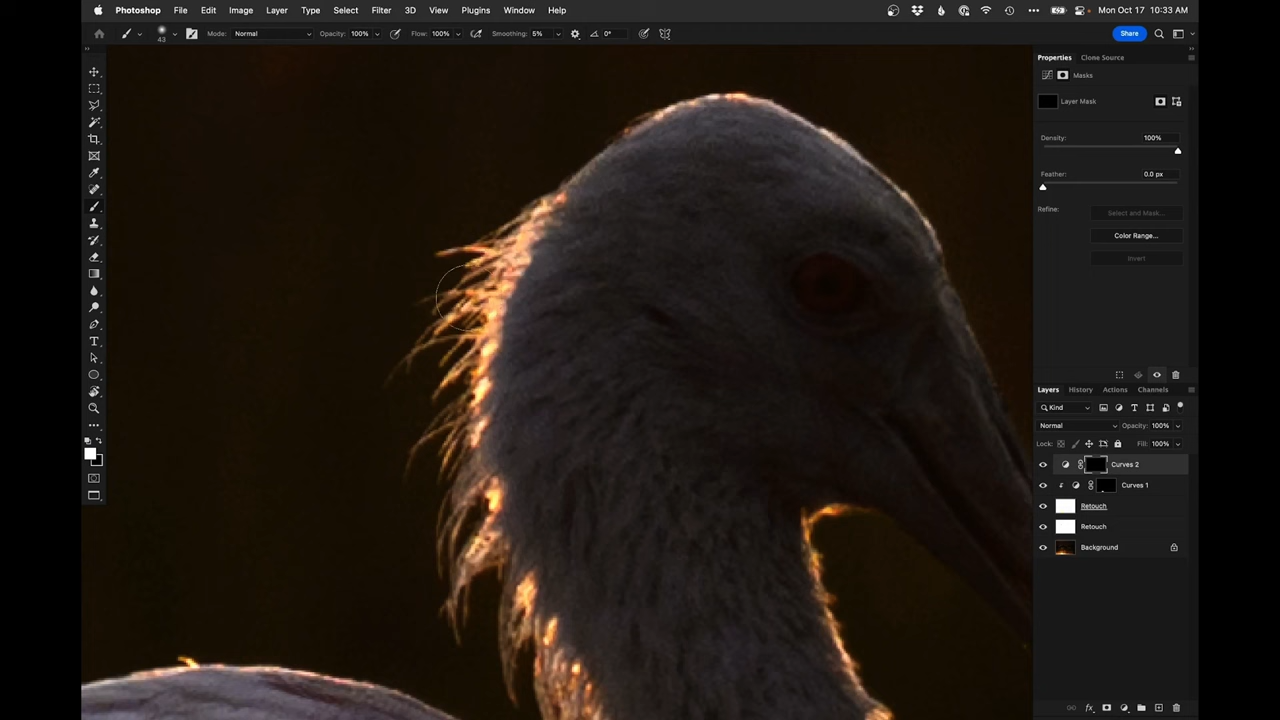 Photoshop File Edit Image Layer Type Select Filter 3D View Plugins Window Help Mon Oct 17 10:33 AM
43 Mode: Normal Opacity: 100% Flow: 100% Smoothing: 5% 0° Share
Properties Clone Source
Masks
Layer Mask
Density: 100%
Feather: 0.0 px
Refine: Select and Mask...
Color Range...
Invert
Layers History Actions Channels
Kind
Normal Opacity: 100%
Lock: Fill: 100%
Curves 2
Curves 1
Retouch
Retouch
Background
fx